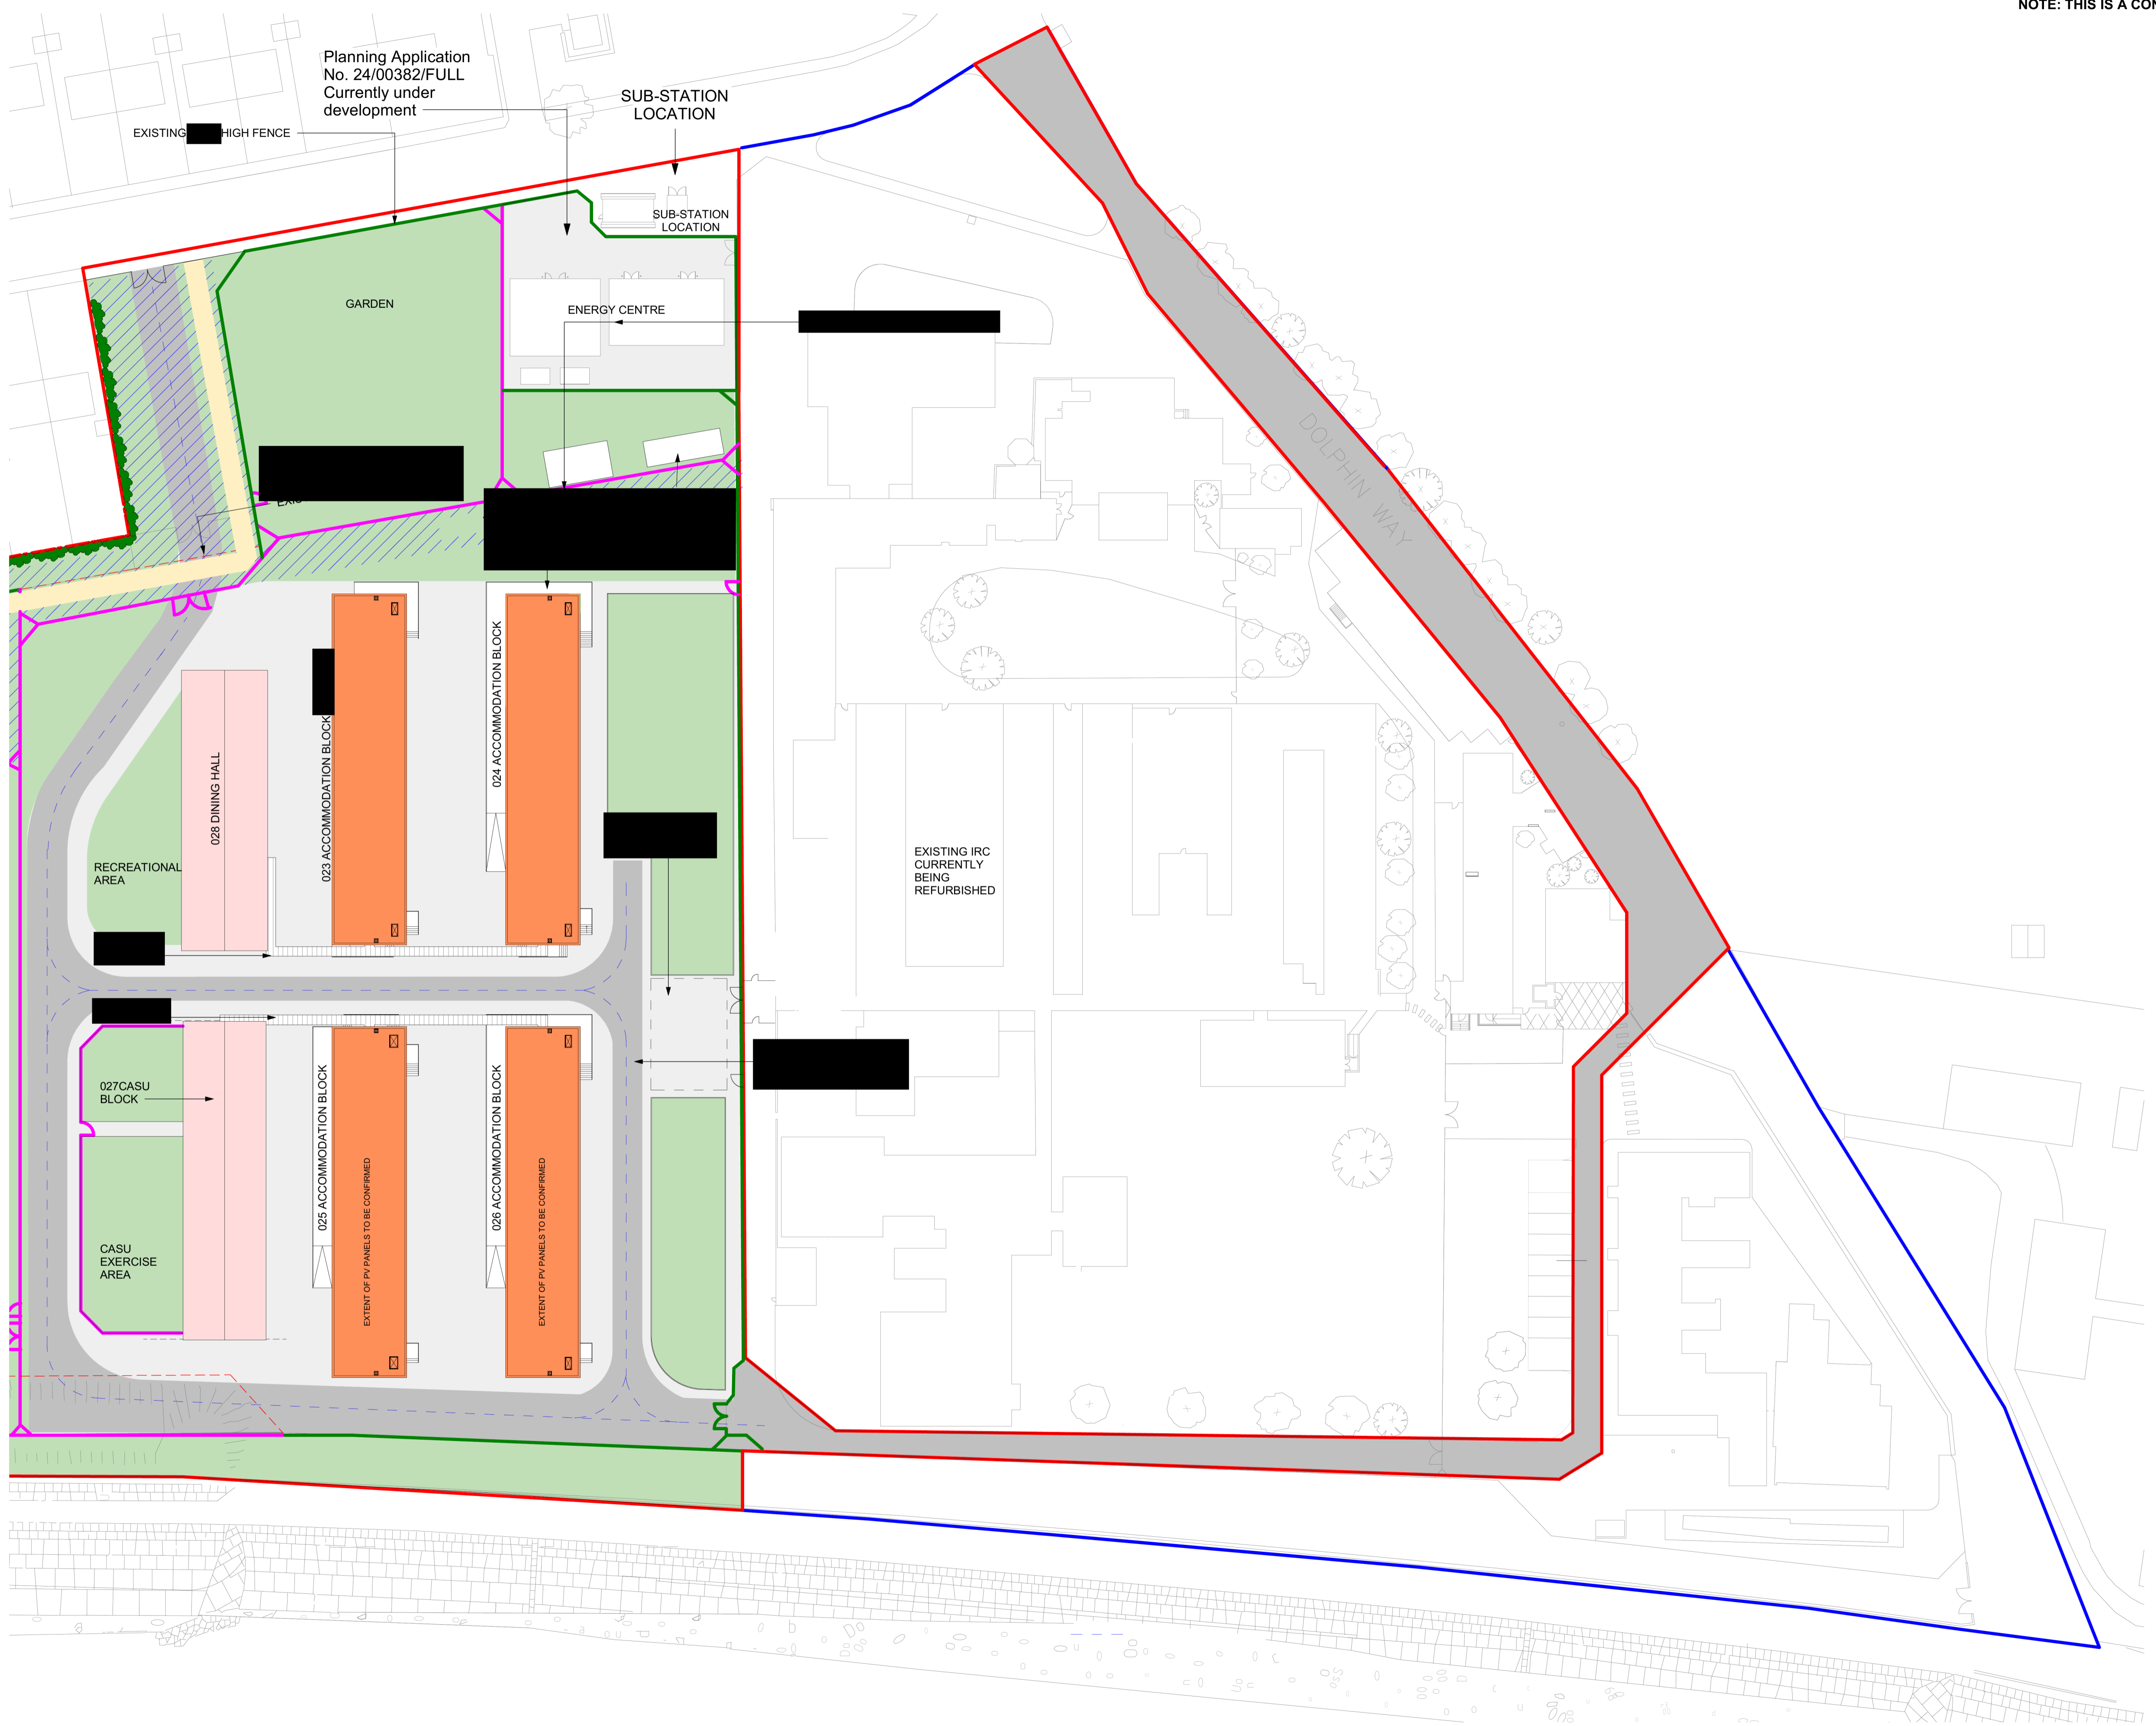 NOTE: THIS IS A CON
Planning Application
No. 24/00382/FULL
Currently under
development
SUB-STATION
LOCATION
EXISTING HIGH FENCE
SUB-STATION
LOCATION
GARDEN
ENERGY CENTRE
DOLPHIN WAY
024 ACCOMMODATION BLOCK
023 ACCOMMODATION BLOCK
028 DINING HALL
RECREATIONAL
AREA
EXISTING IRC
CURRENTLY
BEING
REFURBISHED
027CASU
BLOCK
025 ACCOMMODATION BLOCK
026 ACCOMMODATION BLOCK
EXTENT OF PV PANELS TO BE CONFIRMED
EXTENT OF PV PANELS TO BE CONFIRMED
CASU
EXERCISE
AREA